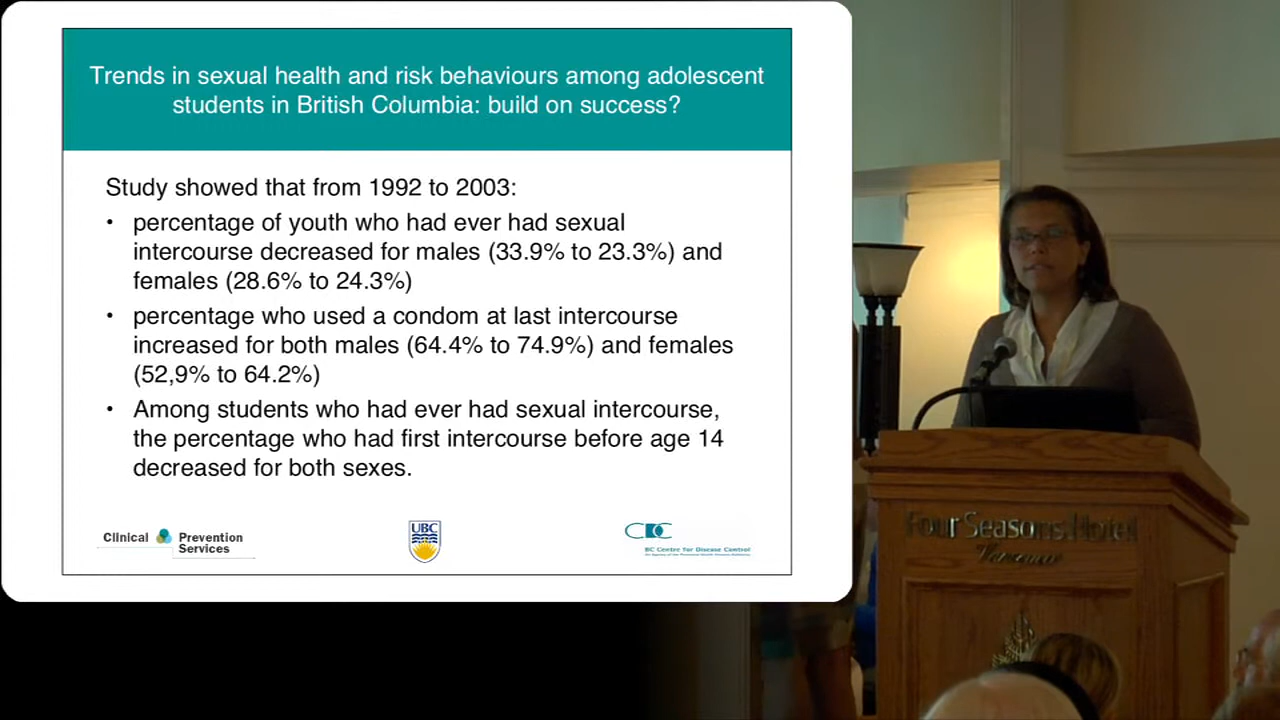 Trends in sexual health and risk behaviours among adolescent
students in British Columbia: build on success?
Study showed that from 1992 to 2003:
• percentage of youth who had ever had sexual
intercourse decreased for males (33.9% to 23.3%) and
females (28.6% to 24.3%)
• percentage who used a condom at last intercourse
increased for both males (64.4% to 74.9%) and females
(52,9% to 64.2%)
• Among students who had ever had sexual intercourse,
the percentage who had first intercourse before age 14
decreased for both sexes.
Clinical Prevention
Services
UBC
CDC
BC Centre for Disease Control
Four Seasons Hotel
Vancouver